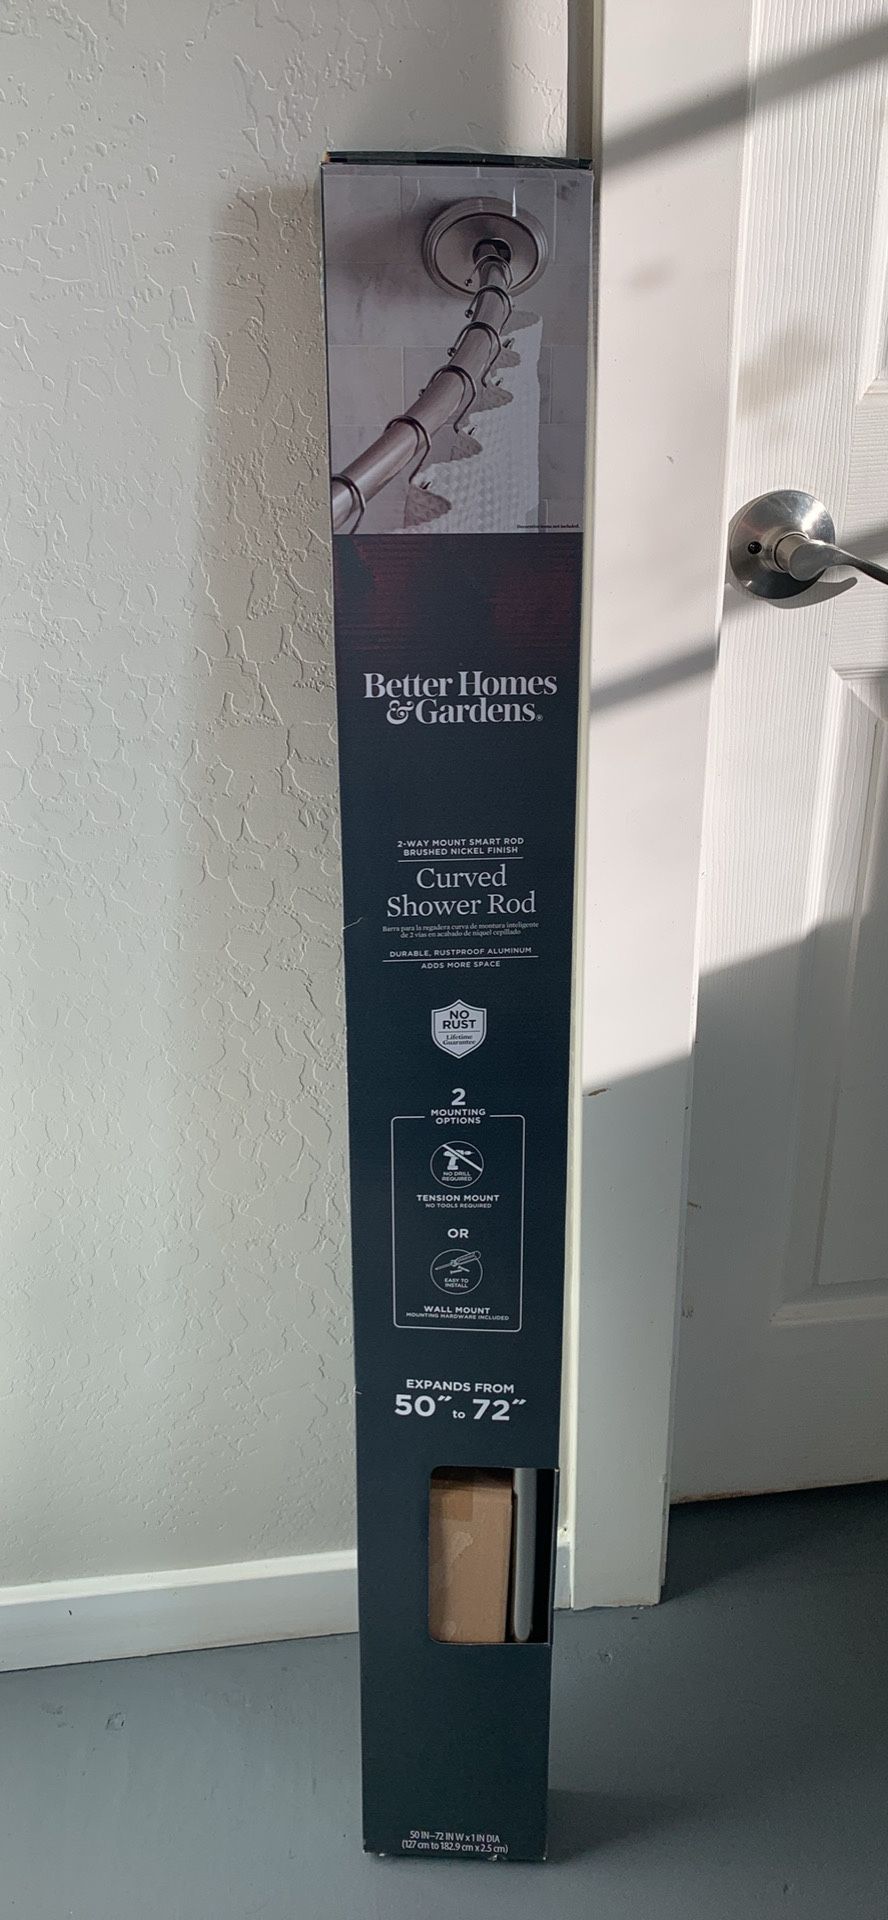 Decorative items not included.
Better Homes
&Gardens®
2-WAY MOUNT SMART ROD
BRUSHED NICKEL FINISH
Curved
Shower Rod
Barra para la regadera curva de montura inteligente
de 2 vías en acabado de níquel cepillado
DURABLE, RUSTPROOF ALUMINUM
ADDS MORE SPACE
NO
RUST
Lifetime
Guarantee
2
MOUNTING
OPTIONS
NO DRILL
REQUIRED
TENSION MOUNT
NO TOOLS REQUIRED
OR
EASY TO
INSTALL
WALL MOUNT
MOUNTING HARDWARE INCLUDED
EXPANDS FROM
50″ to 72″
50 IN–72 IN W x 1 IN DIA
(127 cm to 182.9 cm x 2.5 cm)